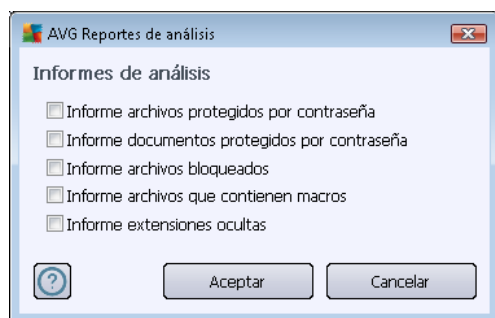 AVG Reportes de análisis
Informes de análisis
Informe archivos protegidos por contraseña
Informe documentos protegidos por contraseña
Informe archivos bloqueados
Informe archivos que contienen macros
Informe extensiones ocultas
?
Aceptar
Cancelar